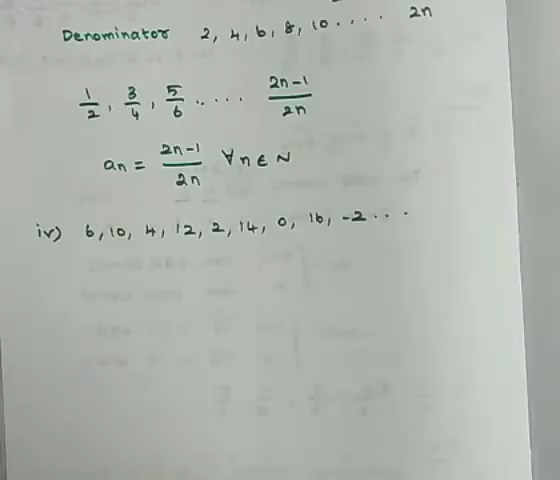 Denominator 2, 4, 6, 8, 10 .... 2n
1/2, 3/4, 5/6 ...... 2n-1/2n
an = 2n-1/2n ∀n∈N
iv) 6, 10, 4, 12, 2, 14, 0, 16, -2 ...